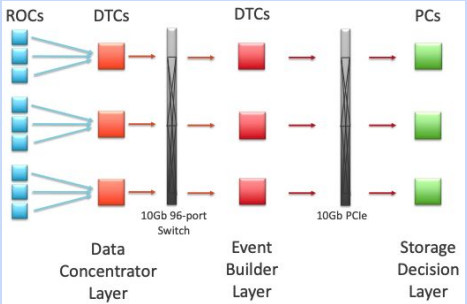 ROCs
DTCs
DTCs
PCs
10Gb 96-port
Switch
10Gb PCIe
Data
Concentrator
Layer
Event
Builder
Layer
Storage
Decision
Layer